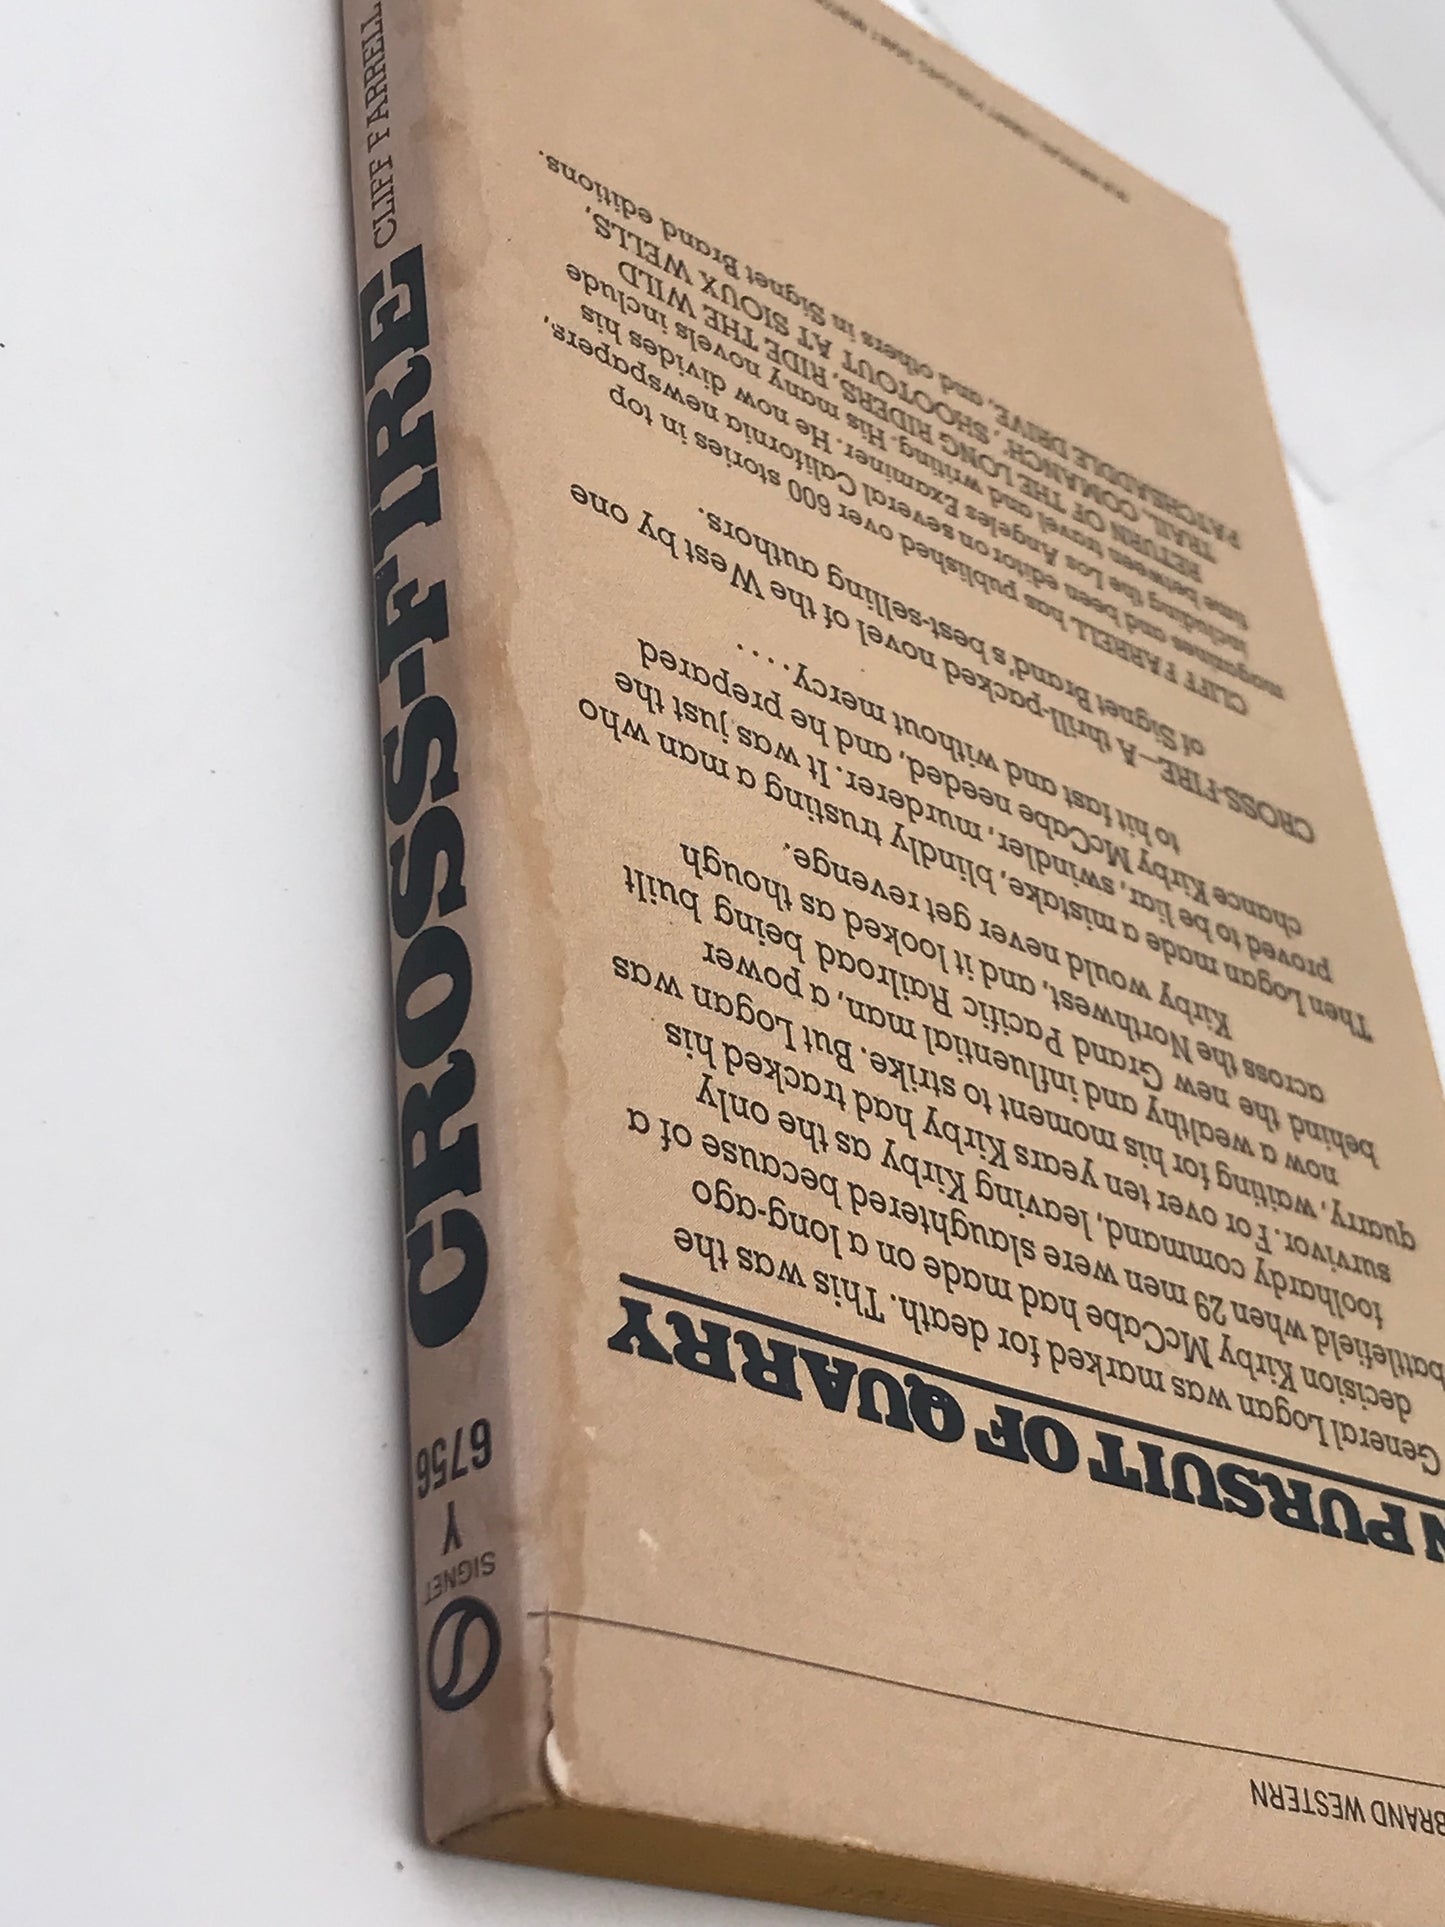 CROSS-FIRE CLIFF FARRELL
SIGNET
Y
6756
BRAND WESTERN
PURSUIT OF QUARRY
General Logan was marked for death. This was the
decision Kirby McCabe had made on a long-ago
battlefield when 29 men were slaughtered because of a
foolhardy command, leaving Kirby as the only
survivor. For over ten years Kirby had tracked his
quarry, waiting for his moment to strike. But Logan was
now a wealthy and influential man, a power
behind the new Grand Pacific Railroad being built
across the Northwest, and it looked as though
Kirby would never get revenge.
Then Logan made a mistake, blindly trusting a man who
proved to be liar, swindler, murderer. It was just the
chance Kirby McCabe needed, and he prepared
to hit fast and without mercy....
CROSS-FIRE—A thrill-packed novel of the West by one
of Signet Brand's best-selling authors.
CLIFF FARRELL has published over 600 stories in top
magazines and been editor on several California newspapers,
including the Los Angeles Examiner. He now divides his
time between travel and writing. His many novels include
RETURN OF THE LONG RIDERS, RIDE THE WILD
TRAIL, COMANCH', SHOOTOUT AT SIOUX WELLS,
PATCHSADDLE DRIVE, and others in Signet Brand editions.